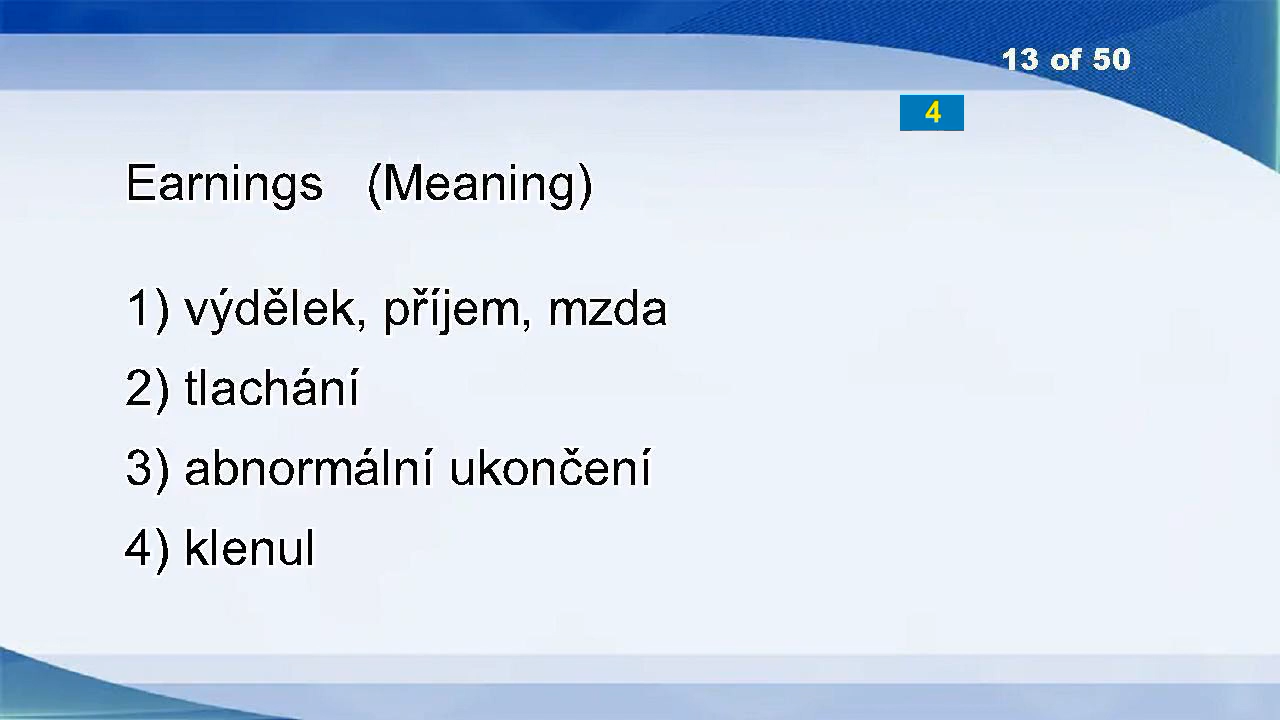 13 of 50
4
Earnings (Meaning)
1) výdělek, příjem, mzda
2) tlachání
3) abnormální ukončení
4) klenul